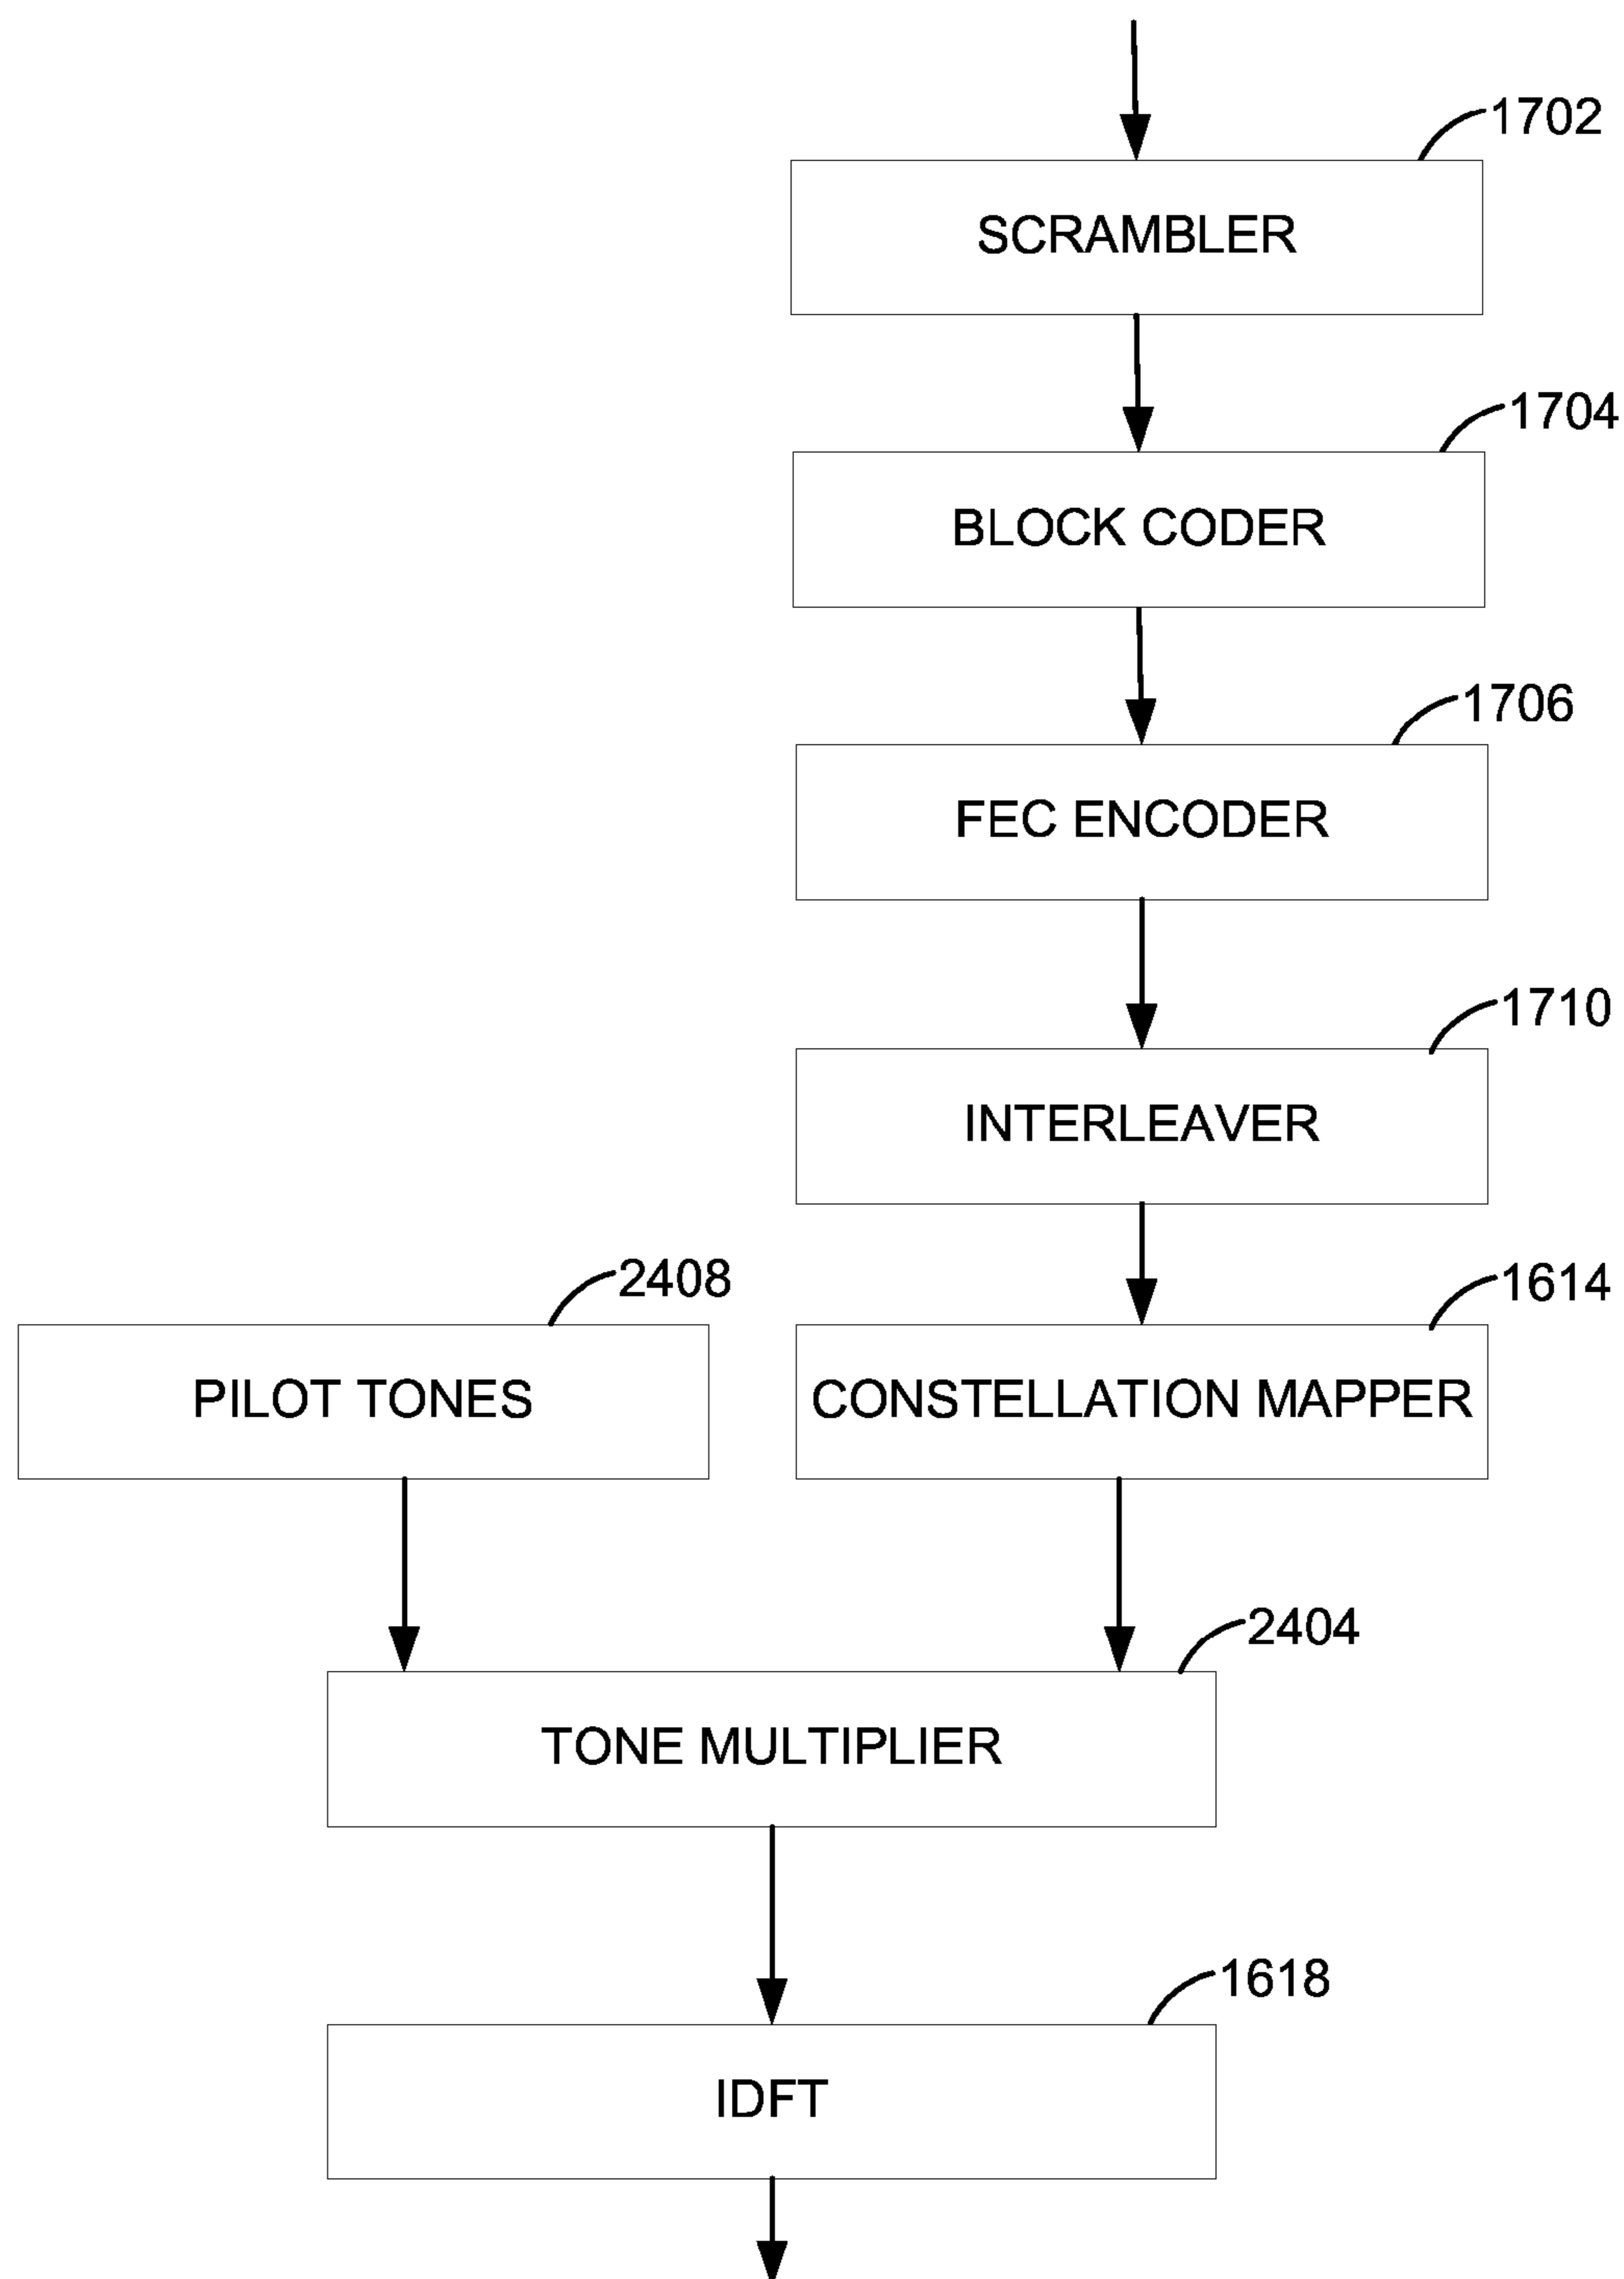 1702
SCRAMBLER
1704
BLOCK CODER
1706
FEC ENCODER
1710
INTERLEAVER
2408
PILOT TONES
1614
CONSTELLATION MAPPER
2404
TONE MULTIPLIER
1618
IDFT